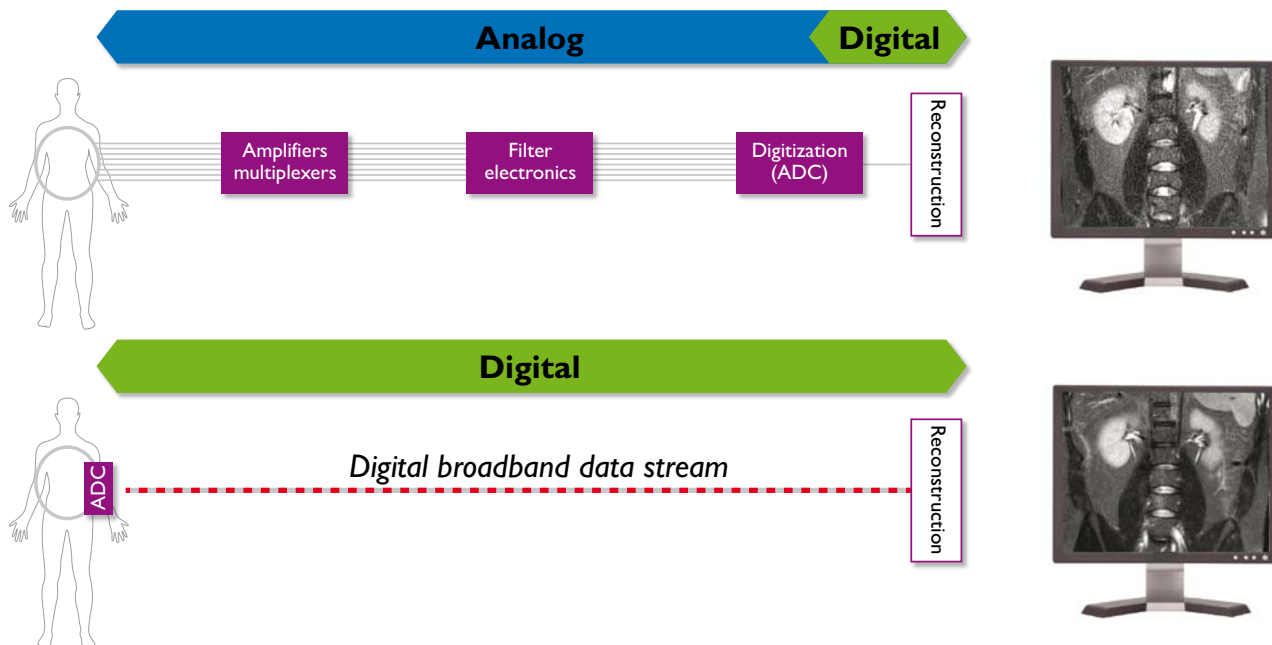 Analog
Digital
Amplifiers
multiplexers
Filter
electronics
Digitization
(ADC)
Reconstruction
Digital
ADC
Digital broadband data stream
Reconstruction